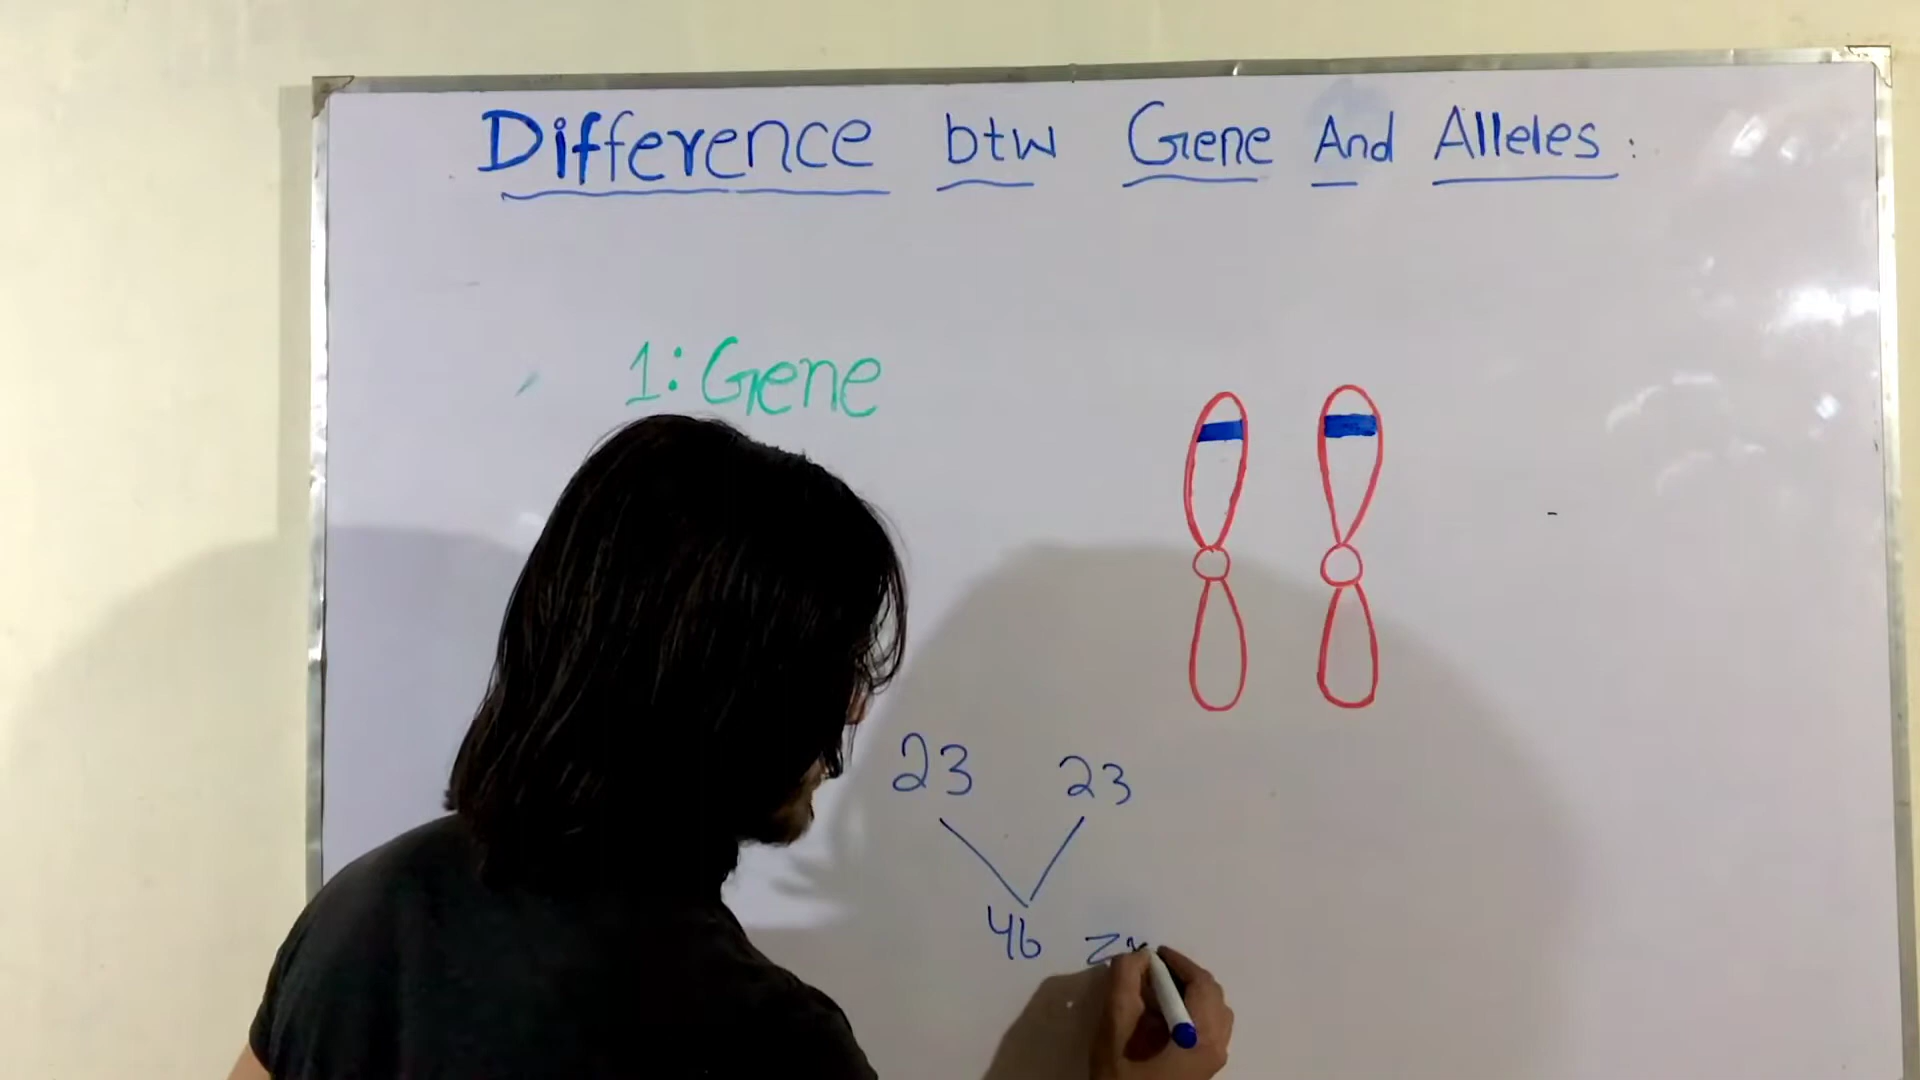 Difference btw Gene And Alleles:
1: Gene
23 23
46